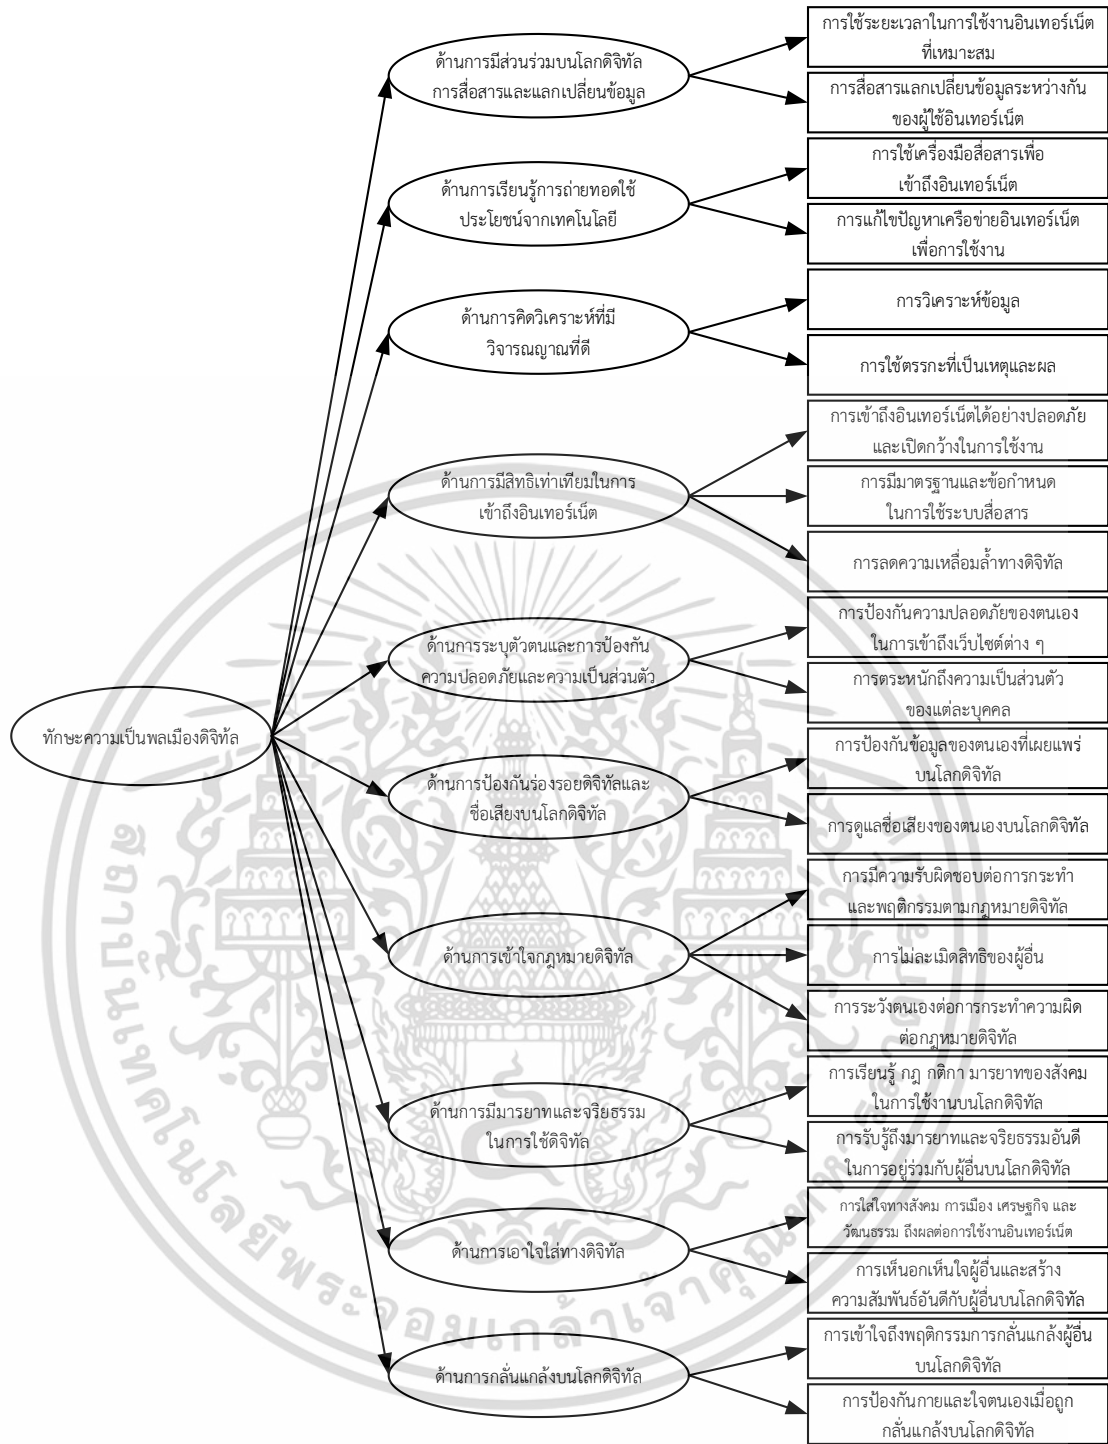 การใช้ระยะเวลาในการใช้งานอินเทอร์เน็ต
ที่เหมาะสม
ด้านการมีส่วนร่วมบนโลกดิจิทัล
การสื่อสารและแลกเปลี่ยนข้อมูล
การสื่อสารแลกเปลี่ยนข้อมูลระหว่างกัน
ของผู้ใช้อินเทอร์เน็ต
การใช้เครื่องมือสื่อสารเพื่อ
เข้าถึงอินเทอร์เน็ต
ด้านการเรียนรู้การถ่ายทอดใช้
ประโยชน์จากเทคโนโลยี
การแก้ไขปัญหาเครือข่ายอินเทอร์เน็ต
เพื่อการใช้งาน
การวิเคราะห์ข้อมูล
ด้านการคิดวิเคราะห์ที่มี
วิจารณญาณที่ดี
การใช้ตรรกะที่เป็นเหตุและผล
การเข้าถึงอินเทอร์เน็ตได้อย่างปลอดภัย
และเปิดกว้างในการใช้งาน
ด้านการมีสิทธิเท่าเทียมในการ
เข้าถึงอินเทอร์เน็ต
การมีมาตรฐานและข้อกำหนด
ในการใช้ระบบสื่อสาร
การลดความเหลื่อมล้ำทางดิจิทัล
การป้องกันความปลอดภัยของตนเอง
ในการเข้าถึงเว็บไซต์ต่าง ๆ
ด้านการระบุตัวตนและการป้องกัน
ความปลอดภัยและความเป็นส่วนตัว
การตระหนักถึงความเป็นส่วนตัว
ของแต่ละบุคคล
ทักษะความเป็นพลเมืองดิจิทัล
การป้องกันข้อมูลของตนเองที่เผยแพร่
บนโลกดิจิทัล
ด้านการป้องกันร่องรอยดิจิทัลและ
ชื่อเสียงบนโลกดิจิทัล
การดูแลชื่อเสียงของตนเองบนโลกดิจิทัล
การมีความรับผิดชอบต่อการกระทำ
และพฤติกรรมตามกฎหมายดิจิทัล
ด้านการเข้าใจกฎหมายดิจิทัล
การไม่ละเมิดสิทธิของผู้อื่น
การระวังตนเองต่อการกระทำความผิด
ต่อกฎหมายดิจิทัล
การเรียนรู้ กฎ กติกา มารยาทของสังคม
ในการใช้งานบนโลกดิจิทัล
ด้านการมีมารยาทและจริยธรรม
ในการใช้ดิจิทัล
การรับรู้ถึงมารยาทและจริยธรรมอันดี
ในการอยู่ร่วมกับผู้อื่นบนโลกดิจิทัล
การใส่ใจทางสังคม การเมือง เศรษฐกิจ และ
วัฒนธรรม ถึงผลต่อการใช้งานอินเทอร์เน็ต
ด้านการเอาใจใส่ทางดิจิทัล
การเห็นอกเห็นใจผู้อื่นและสร้าง
ความสัมพันธ์อันดีกับผู้อื่นบนโลกดิจิทัล
การเข้าใจถึงพฤติกรรมการกลั่นแกล้งผู้อื่น
บนโลกดิจิทัล
ด้านการกลั่นแกล้งบนโลกดิจิทัล
การป้องกันกายและใจตนเองเมื่อถูก
กลั่นแกล้งบนโลกดิจิทัล
สถาบันเทคโนโลยีพระจอมเกล้าเจ้าคุณทหารลาดกระบัง